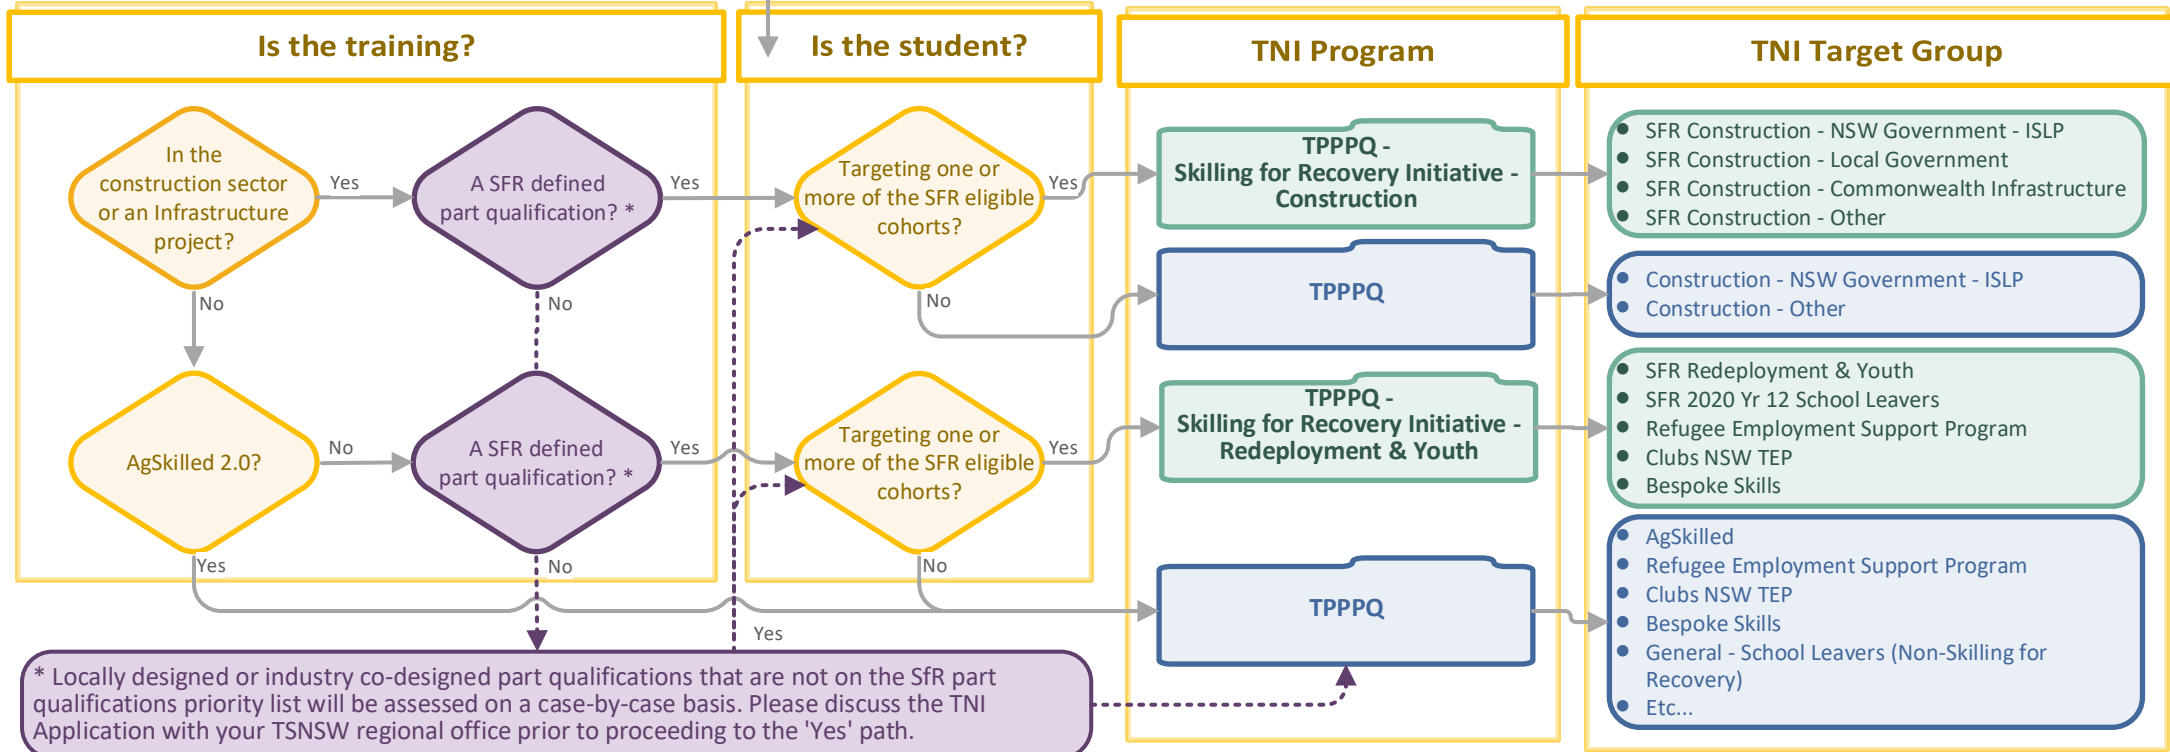 Is the training?
Is the student?
TNI Program
TNI Target Group
In the
construction sector
or an Infrastructure
project?
Yes
No
A SFR defined
part qualification? *
Yes
No
Targeting one or
more of the SFR eligible
cohorts?
Yes
No
TPPPQ -
Skilling for Recovery Initiative -
Construction
• SFR Construction - NSW Government - ISLP
• SFR Construction - Local Government
• SFR Construction - Commonwealth Infrastructure
• SFR Construction - Other
TPPPQ
• Construction - NSW Government - ISLP
• Construction - Other
AgSkilled 2.0?
No
Yes
A SFR defined
part qualification? *
Yes
No
Targeting one or
more of the SFR eligible
cohorts?
Yes
No
TPPPQ -
Skilling for Recovery Initiative -
Redeployment & Youth
• SFR Redeployment & Youth
• SFR 2020 Yr 12 School Leavers
• Refugee Employment Support Program
• Clubs NSW TEP
• Bespoke Skills
TPPPQ
• AgSkilled
• Refugee Employment Support Program
• Clubs NSW TEP
• Bespoke Skills
• General - School Leavers (Non-Skilling for
Recovery)
• Etc...
Yes
* Locally designed or industry co-designed part qualifications that are not on the SfR part
qualifications priority list will be assessed on a case-by-case basis. Please discuss the TNI
Application with your TSNSW regional office prior to proceeding to the 'Yes' path.